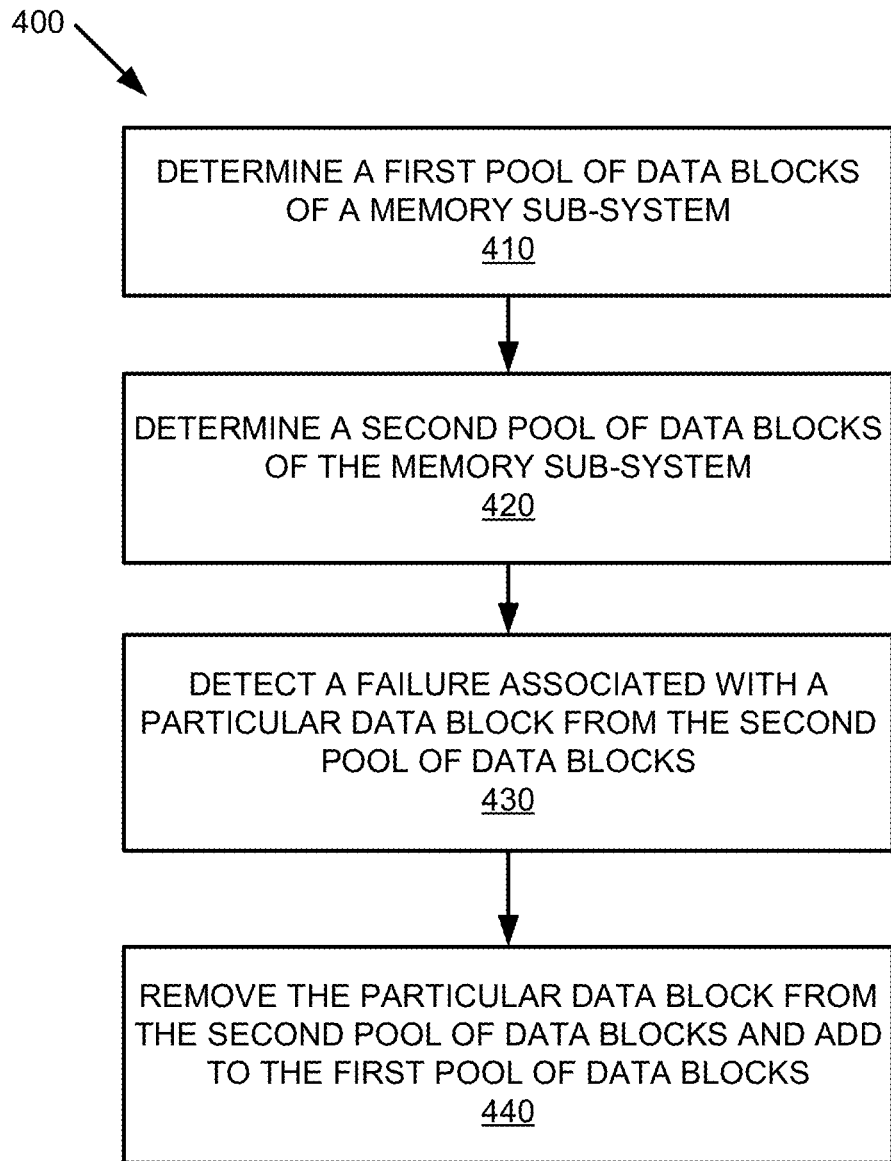 400
DETERMINE A FIRST POOL OF DATA BLOCKS
OF A MEMORY SUB-SYSTEM
410
DETERMINE A SECOND POOL OF DATA BLOCKS
OF THE MEMORY SUB-SYSTEM
420
DETECT A FAILURE ASSOCIATED WITH A
PARTICULAR DATA BLOCK FROM THE SECOND
POOL OF DATA BLOCKS
430
REMOVE THE PARTICULAR DATA BLOCK FROM
THE SECOND POOL OF DATA BLOCKS AND ADD
TO THE FIRST POOL OF DATA BLOCKS
440